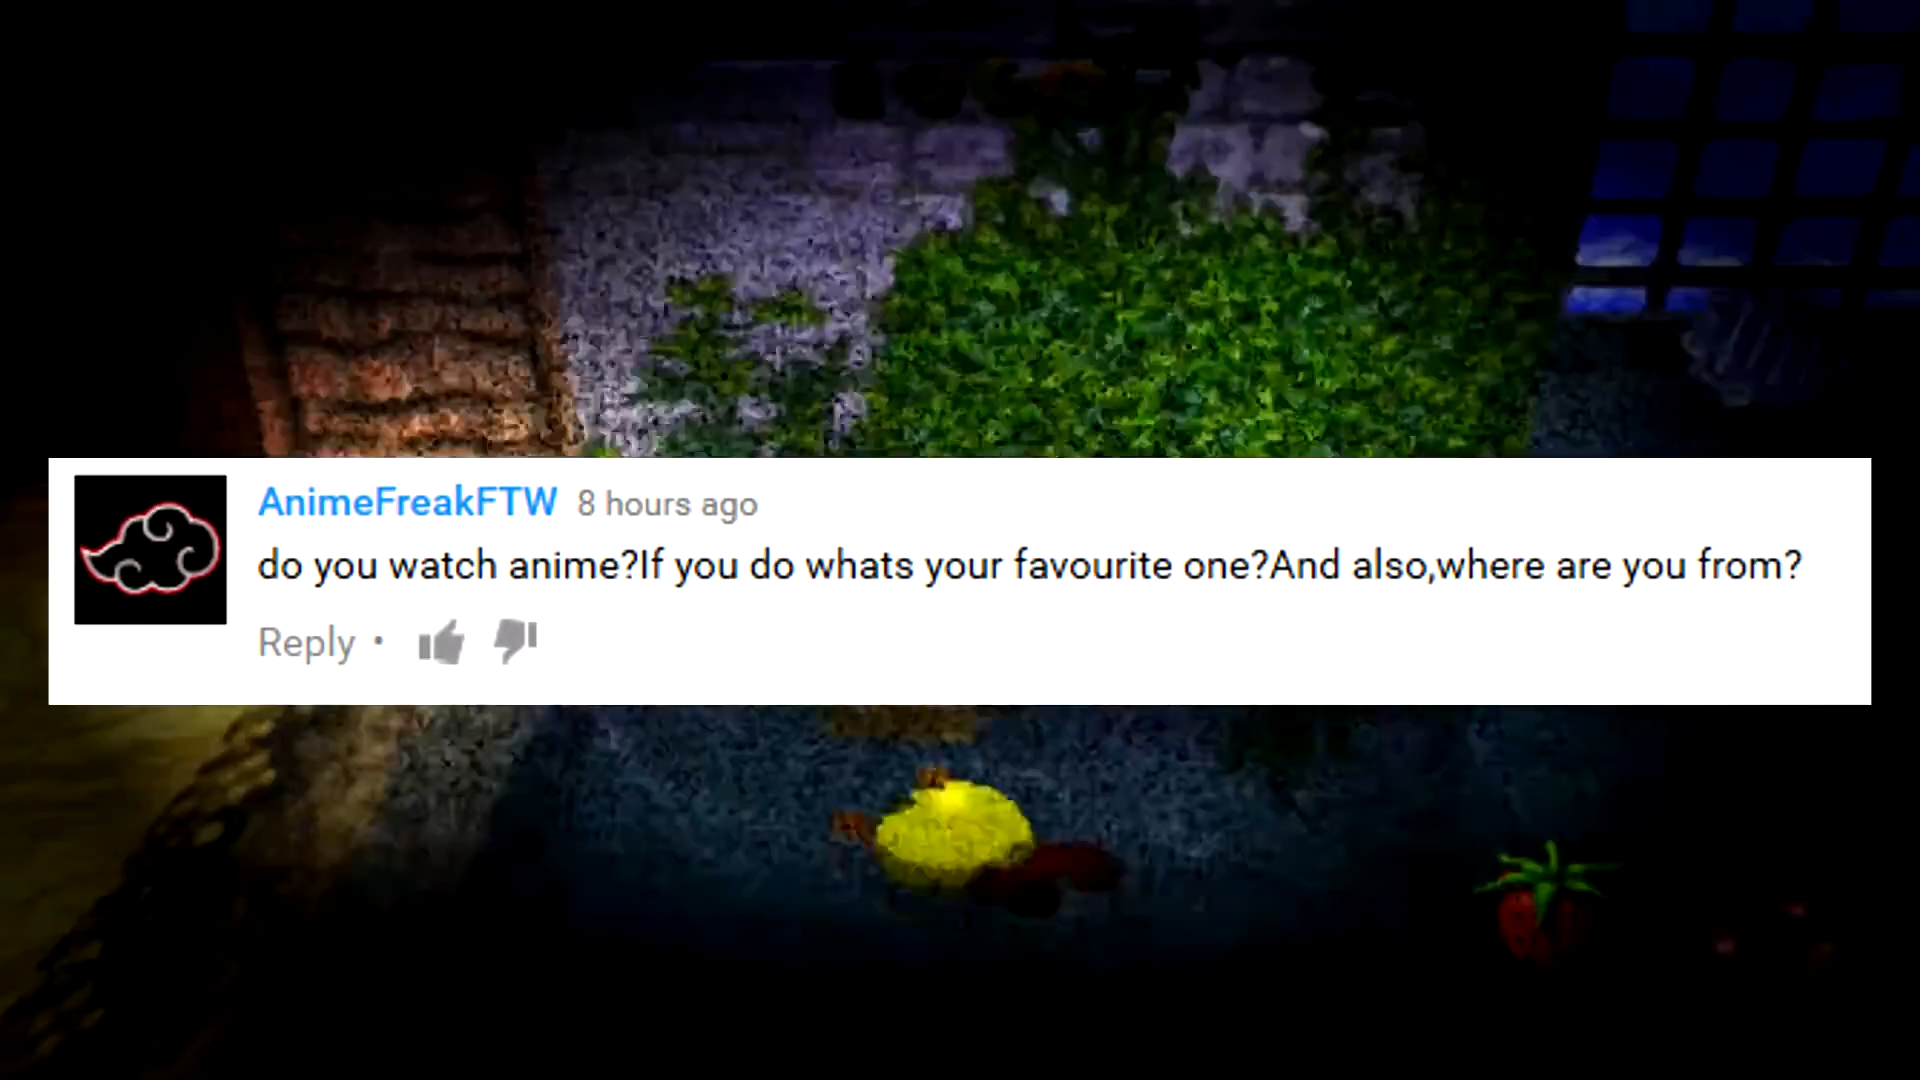 AnimeFreakFTW 8 hours ago
do you watch anime?If you do whats your favourite one?And also,where are you from?
Reply •